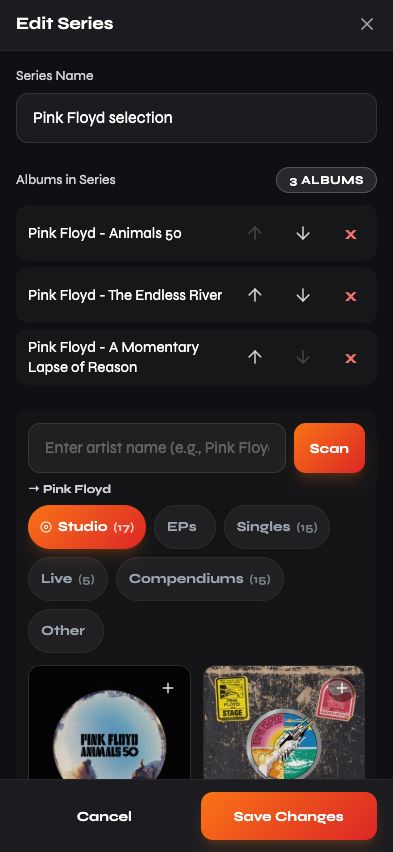 Edit Series
Series Name
Pink Floyd selection
Albums in Series
3 ALBUMS
Pink Floyd - Animals 50
Pink Floyd - The Endless River
Pink Floyd - A Momentary
Lapse of Reason
Enter artist name (e.g., Pink Floy
Scan
→ Pink Floyd
Studio (17)
EPs
Singles (15)
Live (5)
Compendiums (15)
Other
PINK FLOYD
ANIMALS 50
STAGE
Cancel
Save Changes